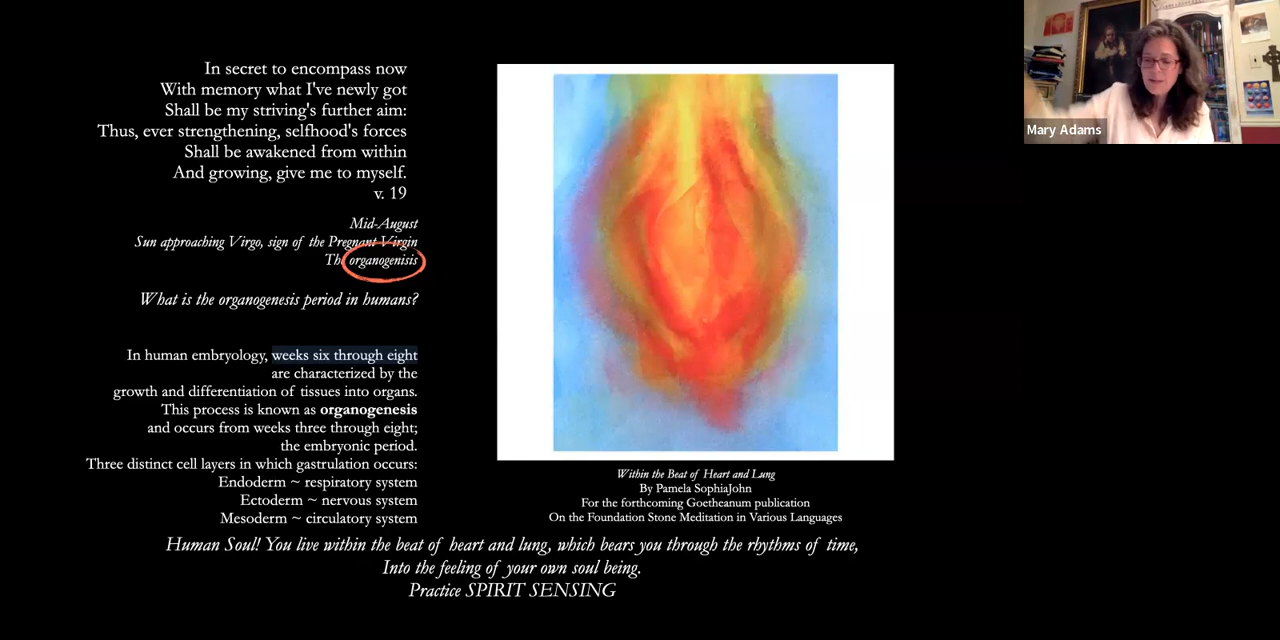 In secret to encompass now
With memory what I've newly got
Shall be my striving's further aim:
Thus, ever strengthening, selfhood's forces
Shall be awakened from within
And growing, give me to myself.
v. 19
Mid-August
Sun approaching Virgo, sign of the Pregnant Virgin
organogenisis
What is the organogenesis period in humans?
In human embryology, weeks six through eight
are characterized by the
growth and differentiation of tissues into organs.
This process is known as organogenesis
and occurs from weeks three through eight;
the embryonic period.
Three distinct cell layers in which gastrulation occurs:
Endoderm ~ respiratory system
Ectoderm ~ nervous system
Mesoderm ~ circulatory system
Within the Beat of Heart and Lung
By Pamela SophiaJohn
For the forthcoming Goetheanum publication
On the Foundation Stone Meditation in Various Languages
Human Soul! You live within the beat of heart and lung, which bears you through the rhythms of time,
Into the feeling of your own soul being.
Practice SPIRIT SENSING
Mary Adams